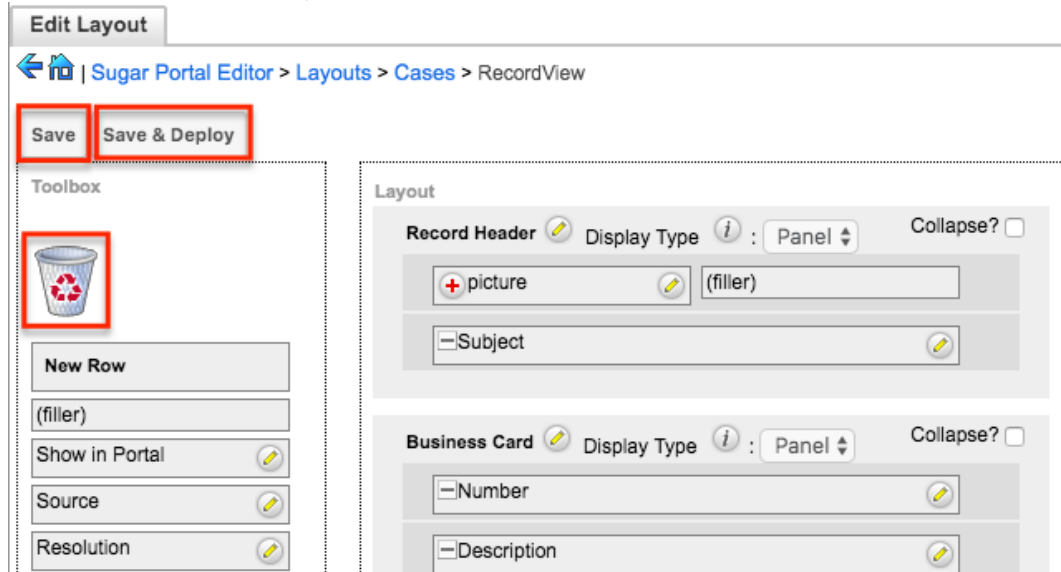 Edit Layout
| Sugar Portal Editor > Layouts > Cases > RecordView
Save Save & Deploy
Toolbox
New Row
(filler)
Show in Portal
Source
Resolution
Layout
Record Header Display Type i : Panel Collapse?
picture (filler)
Subject
Business Card Display Type i : Panel Collapse?
Number
Description